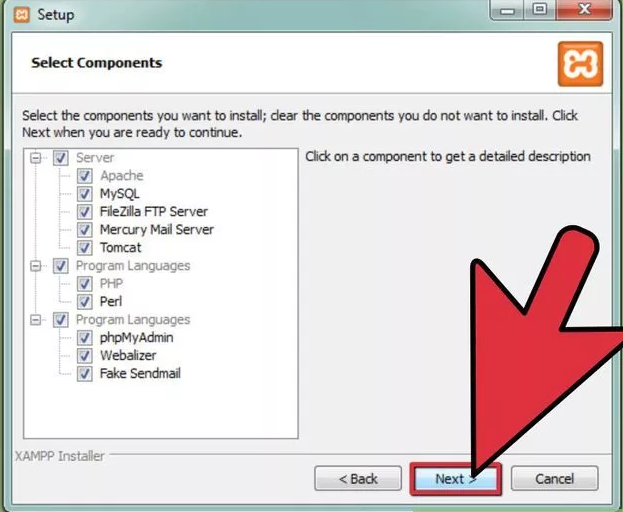 Setup
Select Components
Select the components you want to install; clear the components you do not want to install. Click
Next when you are ready to continue.
Server
Apache
MySQL
FileZilla FTP Server
Mercury Mail Server
Tomcat
Program Languages
PHP
Perl
Program Languages
phpMyAdmin
Webalizer
Fake Sendmail
Click on a component to get a detailed description
XAMPP Installer
< Back
Next >
Cancel